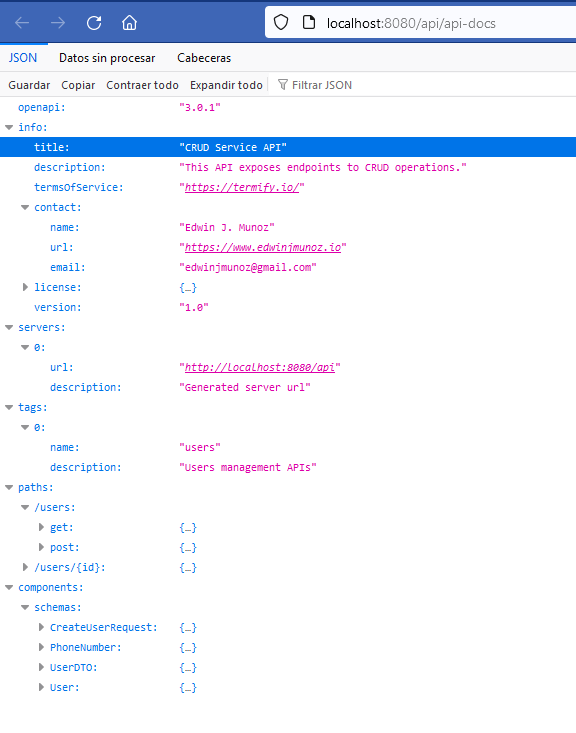 localhost:8080/api/api-docs
JSON Datos sin procesar Cabeceras
Guardar Copiar Contraer todo Expandir todo Filtrar JSON
openapi: "3.0.1"
info:
title: "CRUD Service API"
description: "This API exposes endpoints to CRUD operations."
termsOfService: "https://termify.io/"
contact:
name: "Edwin J. Munoz"
url: "https://www.edwinjmunoz.io"
email: "edwinjmunoz@gmail.com"
license: {…}
version: "1.0"
servers:
0:
url: "http://localhost:8080/api"
description: "Generated server url"
tags:
0:
name: "users"
description: "Users management APIs"
paths:
/users:
get: {…}
post: {…}
/users/{id}: {…}
components:
schemas:
CreateUserRequest: {…}
PhoneNumber: {…}
UserDTO: {…}
User: {…}